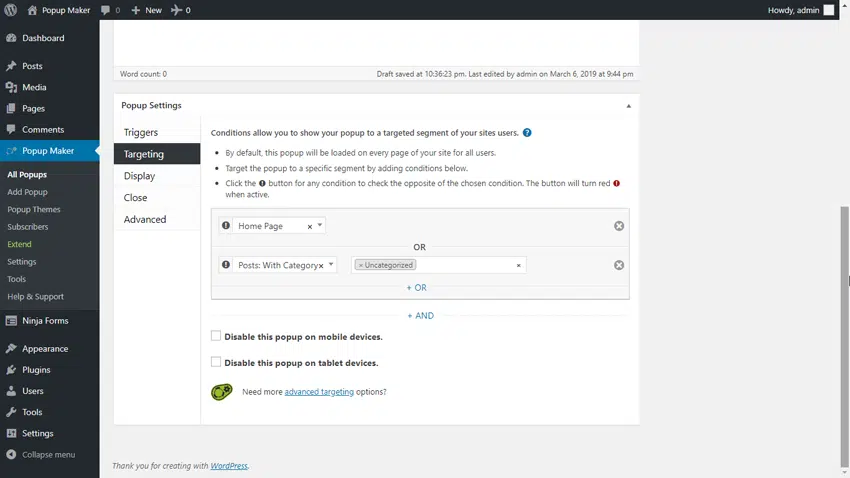 Popup Maker 0 New 0 Howdy, admin
Dashboard
Posts
Media
Pages
Comments
Popup Maker
All Popups
Add Popup
Popup Themes
Subscribers
Extend
Settings
Tools
Help & Support
Ninja Forms
Appearance
Plugins
Users
Tools
Settings
Collapse menu
Word count: 0 Draft saved at 10:36:23 pm. Last edited by admin on March 6, 2019 at 9:44 pm
Popup Settings
Triggers
Targeting
Display
Close
Advanced
Conditions allow you to show your popup to a targeted segment of your sites users. ?
• By default, this popup will be loaded on every page of your site for all users.
• Target the popup to a specific segment by adding conditions below.
• Click the ! button for any condition to check the opposite of the chosen condition. The button will turn red !
when active.
! Home Page ×
OR
! Posts: With Category× × Uncategorized ×
+ OR
+ AND
Disable this popup on mobile devices.
Disable this popup on tablet devices.
Need more advanced targeting options?
Thank you for creating with WordPress.